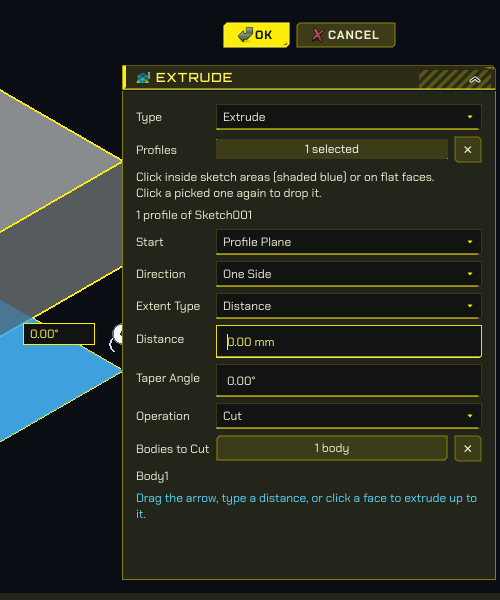 OK
CANCEL
EXTRUDE
Type
Extrude
Profiles
1 selected
Click inside sketch areas (shaded blue) or on flat faces.
Click a picked one again to drop it.
1 profile of Sketch001
Start
Profile Plane
Direction
One Side
Extent Type
Distance
0.00°
Distance
0.00 mm
Taper Angle
0.00°
Operation
Cut
Bodies to Cut
1 body
Body1
Drag the arrow, type a distance, or click a face to extrude up to
it.